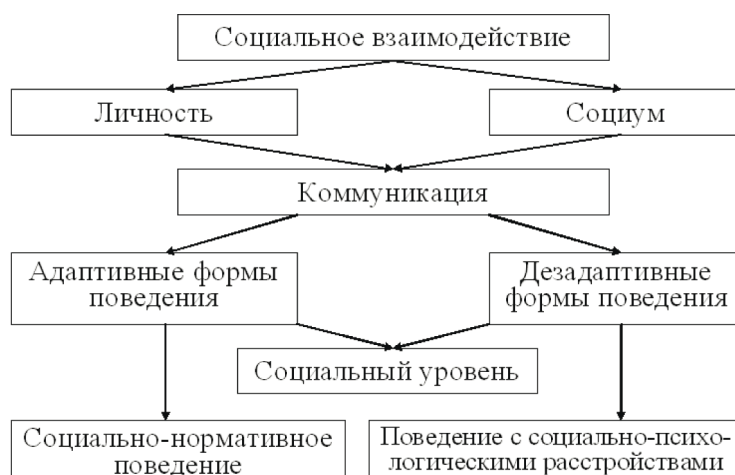 Социальное взаимодействие
Личность
Социум
Коммуникация
Адаптивные формы
поведения
Дезадаптивные
формы поведения
Социальный уровень
Социально-нормативное
поведение
Поведение с социально-психо-
логическими расстройствами